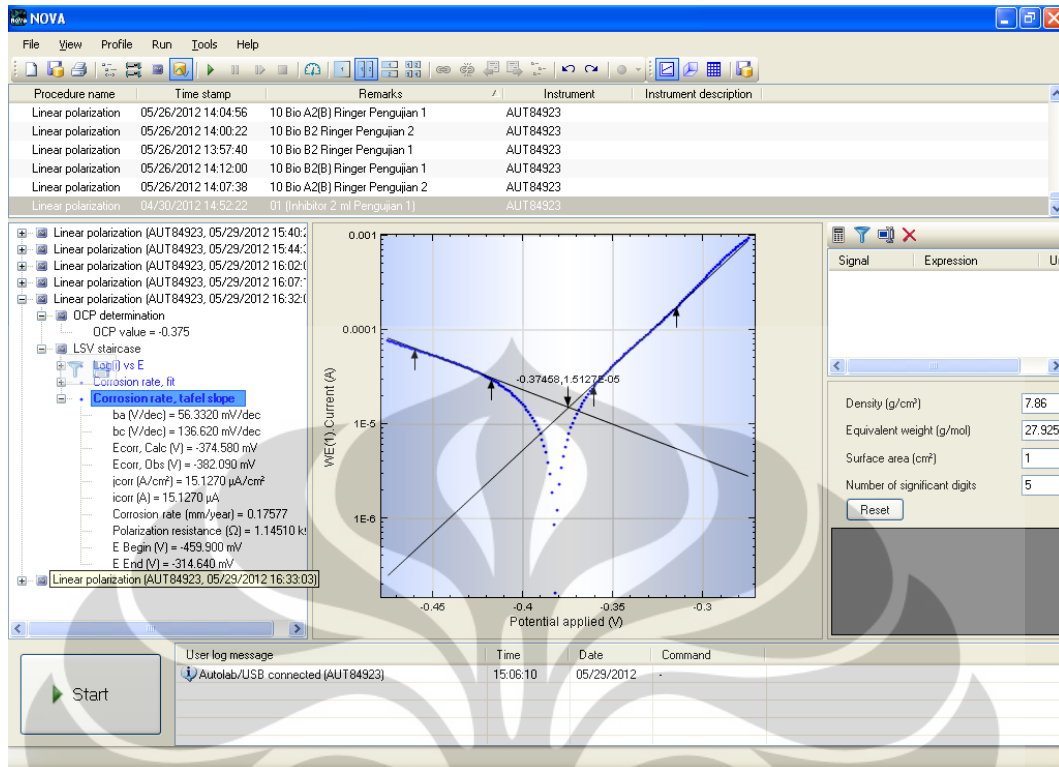 NOVA
File View Profile Run Tools Help
Procedure name Time stamp Remarks / Instrument Instrument description
Linear polarization 05/26/2012 14:04:56 10 Bio A2(B) Ringer Pengujian 1 AUT84923
Linear polarization 05/26/2012 14:00:22 10 Bio B2 Ringer Pengujian 2 AUT84923
Linear polarization 05/26/2012 13:57:40 10 Bio B2 Ringer Pengujian 1 AUT84923
Linear polarization 05/26/2012 14:12:00 10 Bio B2(B) Ringer Pengujian 1 AUT84923
Linear polarization 05/26/2012 14:07:38 10 Bio A2(B) Ringer Pengujian 2 AUT84923
Linear polarization 04/30/2012 14:52:22 01 (Inhibitor 2 ml Pengujian 1) AUT84923
Linear polarization (AUT84923, 05/29/2012 15:40:
Linear polarization (AUT84923, 05/29/2012 15:44:
Linear polarization (AUT84923, 05/29/2012 16:02:
Linear polarization (AUT84923, 05/29/2012 16:07:
Linear polarization (AUT84923, 05/29/2012 16:32:
OCP determination
OCP value = -0.375
LSV staircase
Log(i) vs E
Corrosion rate, fit
Corrosion rate, tafel slope
ba (V/dec) = 56.3320 mV/dec
bc (V/dec) = 136.620 mV/dec
Ecorr, Calc (V) = -374.580 mV
Ecorr, Obs (V) = -382.090 mV
jcorr (A/cm²) = 15.1270 µA/cm²
icorr (A) = 15.1270 µA
Corrosion rate (mm/year) = 0.17577
Polarization resistance (Ω) = 1.14510 k
E Begin (V) = -459.900 mV
E End (V) = -314.640 mV
Linear polarization (AUT84923, 05/29/2012 16:33:03)
0.001
0.0001
1E-5
1E-6
WE(1).Current (A)
-0.37458,1.5127E-05
-0.45 -0.4 -0.35 -0.3
Potential applied (V)
Signal Expression U
Density (g/cm³) 7.86
Equivalent weight (g/mol) 27.925
Surface area (cm²) 1
Number of significant digits 5
Reset
Start
User log message Time Date Command
Autolab/USB connected (AUT84923) 15:06:10 05/29/2012 -